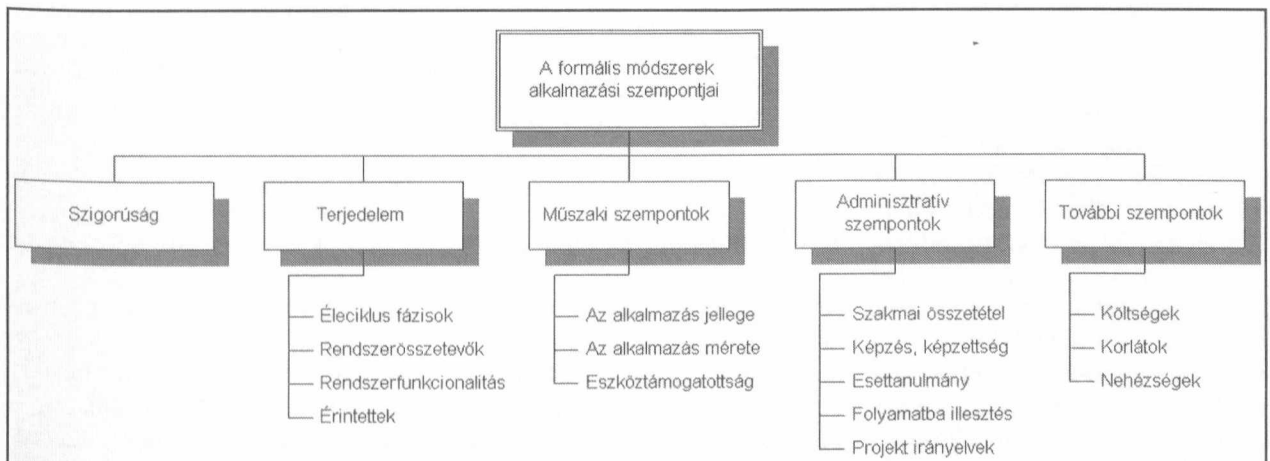 A formális módszerek
alkalmazási szempontjai
Szigorúság
Terjedelem
Műszaki szempontok
Adminisztratív
szempontok
További szempontok
Éleciklus fázisok
Rendszerösszetevők
Rendszerfunkcionalitás
Érintettek
Az alkalmazás jellege
Az alkalmazás mérete
Eszköztámogatottság
Szakmai összetétel
Képzés, képzettség
Esettanulmány
Folyamatba illesztés
Projekt irányelvek
Költségek
Korlátok
Nehézségek